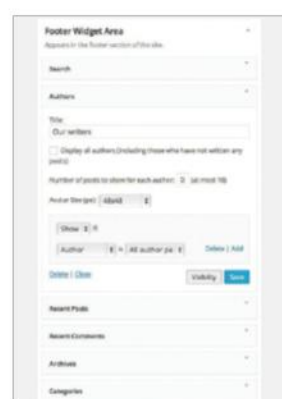 Footer Widget Area
Appears in the footer section of the site.
Search
Authors
Title:
Our writers
Display all authors (including those who have not written any
posts)
Number of posts to show for each author: 0 (at most 10)
Avatar Size (px): 48x48
Show if:
Author is All author pa Delete | Add
Delete | Close Visibility Save
Recent Posts
Recent Comments
Archives
Categories